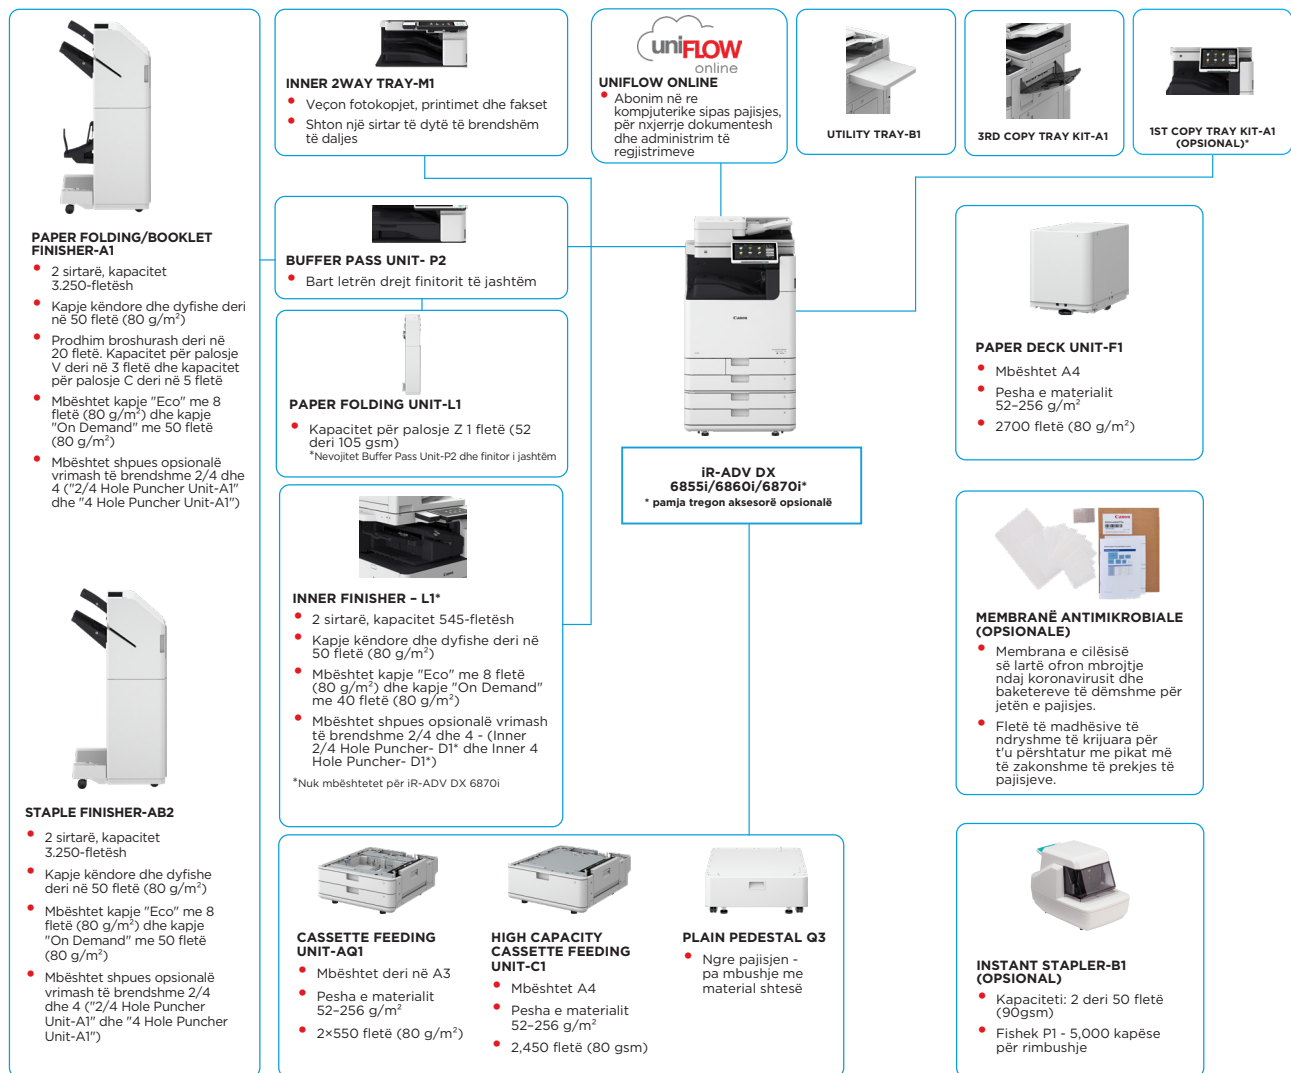 PAPER FOLDING/BOOKLET
FINISHER-A1
2 sirtarë, kapacitet
3.250-fletësh
Kapje këndore dhe dyfishe deri
në 50 fletë (80 g/m²)
Prodhim broshurash deri në
20 fletë. Kapacitet për palosje
V deri në 3 fletë dhe kapacitet
për palosje C deri në 5 fletë
Mbështet kapje "Eco" me 8
fletë (80 g/m²) dhe kapje
"On Demand" me 50 fletë
(80 g/m²)
Mbështet shpues opsionalë
vrimash të brendshme 2/4 dhe
4 ("2/4 Hole Puncher Unit-A1"
dhe "4 Hole Puncher Unit-A1")
STAPLE FINISHER-AB2
2 sirtarë, kapacitet
3.250-fletësh
Kapje këndore dhe dyfishe
deri në 50 fletë (80 g/m²)
Mbështet kapje "Eco" me 8
fletë (80 g/m²) dhe kapje
"On Demand" me 50 fletë
(80 g/m²)
Mbështet shpues opsionalë
vrimash të brendshme 2/4
dhe 4 ("2/4 Hole Puncher
Unit-A1" dhe "4 Hole Puncher
Unit-A1")
INNER 2WAY TRAY-M1
Veçon fotokopjet, printimet dhe fakset
Shton një sirtar të dytë të brendshëm
të daljes
BUFFER PASS UNIT- P2
Bart letrën drejt finitorit të jashtëm
PAPER FOLDING UNIT-L1
Kapacitet për palosje Z 1 fletë (52
deri 105 gsm)
*Nevojitet Buffer Pass Unit-P2 dhe finitor i jashtëm
INNER FINISHER – L1*
2 sirtarë, kapacitet 545-fletësh
Kapje këndore dhe dyfishe deri në
50 fletë (80 g/m²)
Mbështet kapje "Eco" me 8 fletë
(80 g/m²) dhe kapje "On Demand"
me 40 fletë (80 g/m²)
Mbështet shpues opsionalë vrimash
të brendshme 2/4 dhe 4 - (Inner
2/4 Hole Puncher- D1* dhe Inner 4
Hole Puncher- D1*)
*Nuk mbështetet për iR-ADV DX 6870i
uniFLOW
online
UNIFLOW ONLINE
Abonim në re
kompjuterike sipas pajisjes,
për nxjerrje dokumentesh
dhe administrim të
regjistrimeve
UTILITY TRAY-B1
3RD COPY TRAY KIT-A1
1ST COPY TRAY KIT-A1
(OPSIONAL)*
Canon
iR-ADV DX
6855i/6860i/6870i*
* pamja tregon aksesorë opsionalë
CASSETTE FEEDING
UNIT-AQ1
Mbështet deri në A3
Pesha e materialit
52–256 g/m²
2×550 fletë (80 g/m²)
HIGH CAPACITY
CASSETTE FEEDING
UNIT-C1
Mbështet A4
Pesha e materialit
52–256 g/m²
2,450 fletë (80 gsm)
PLAIN PEDESTAL Q3
Ngre pajisjen -
pa mbushje me
material shtesë
PAPER DECK UNIT-F1
Mbështet A4
Pesha e materialit
52–256 g/m²
2700 fletë (80 g/m²)
Canon
MEMBRANË ANTIMIKROBIALE
(OPSIONALE)
Membrana e cilësisë
së lartë ofron mbrojtje
ndaj koronavirusit dhe
baketereve të dëmshme për
jetën e pajisjes.
Fletë të madhësive të
ndryshme të krijuara për
t'u përshtatur me pikat më
të zakonshme të prekjes të
pajisjeve.
INSTANT STAPLER-B1
(OPSIONAL)
Kapaciteti: 2 deri 50 fletë
(90gsm)
Fishek P1 - 5,000 kapëse
për rimbushje